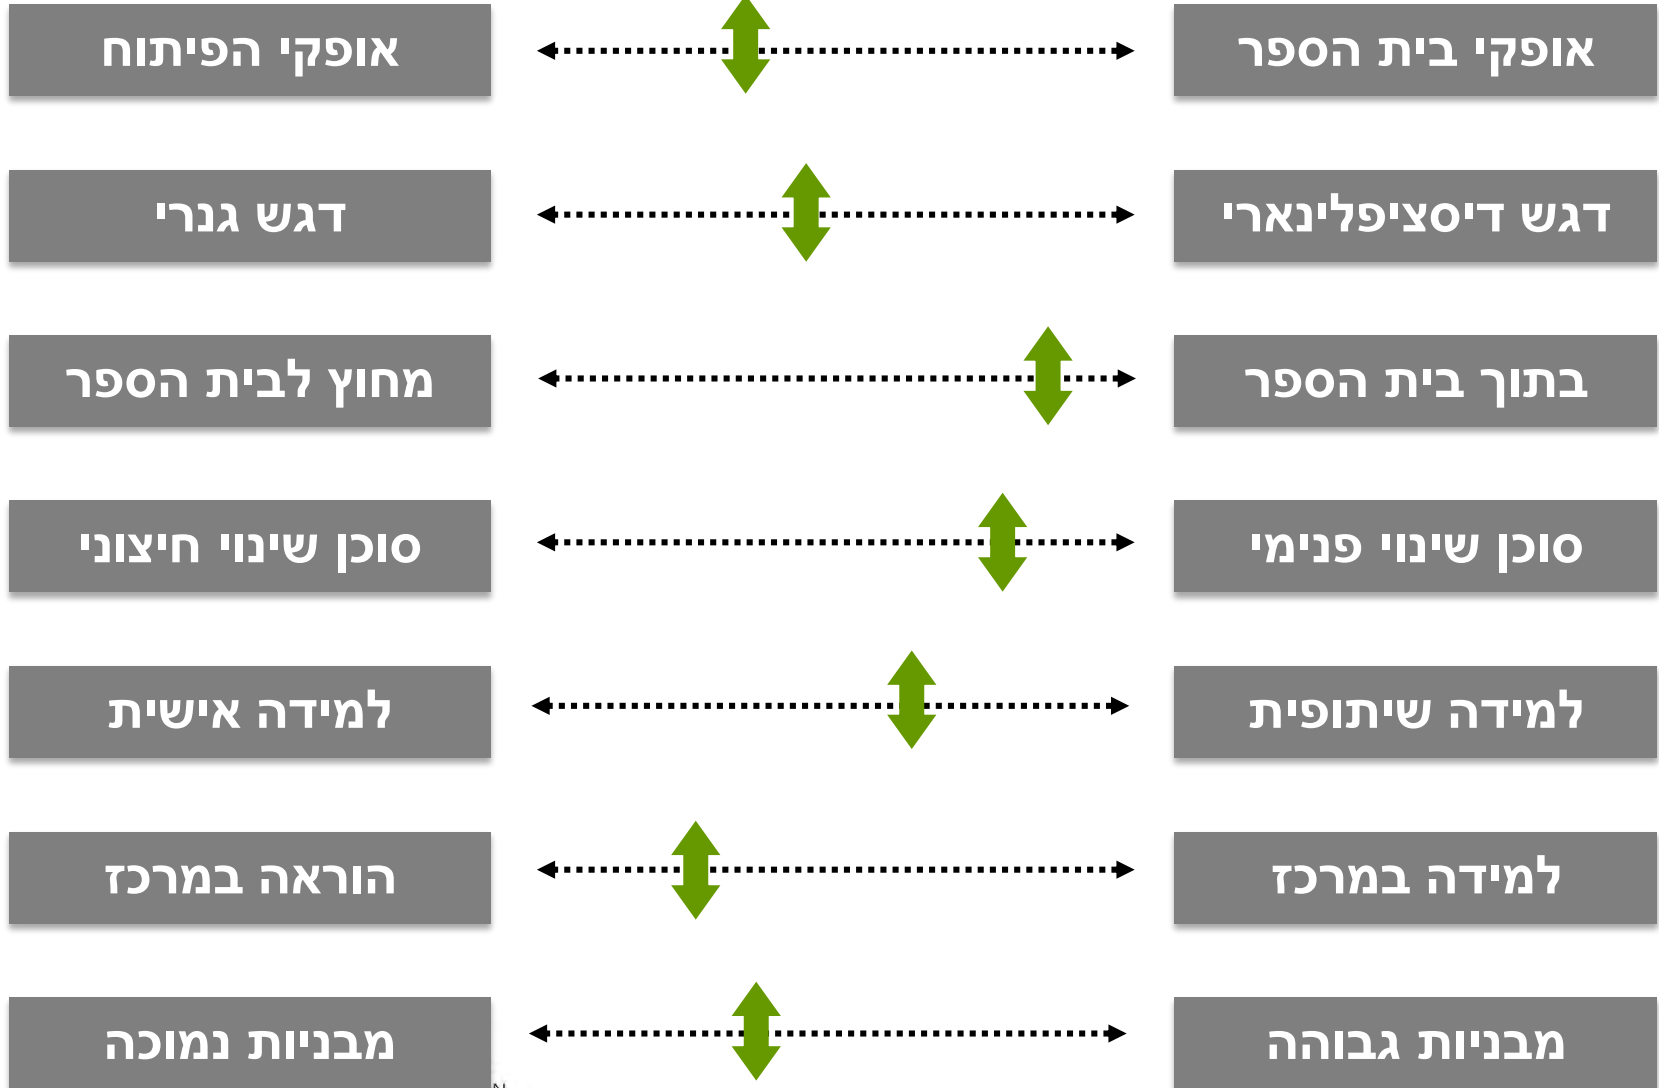 אופקי בית הספר
אופקי הפיתוח
דגש דיסציפלינארי
דגש גנרי
בתוך בית הספר
מחוץ לבית הספר
סוכן שינוי פנימי
סוכן שינוי חיצוני
למידה שיתופית
למידה אישית
למידה במרכז
הוראה במרכז
מבניות גבוהה
מבניות נמוכה